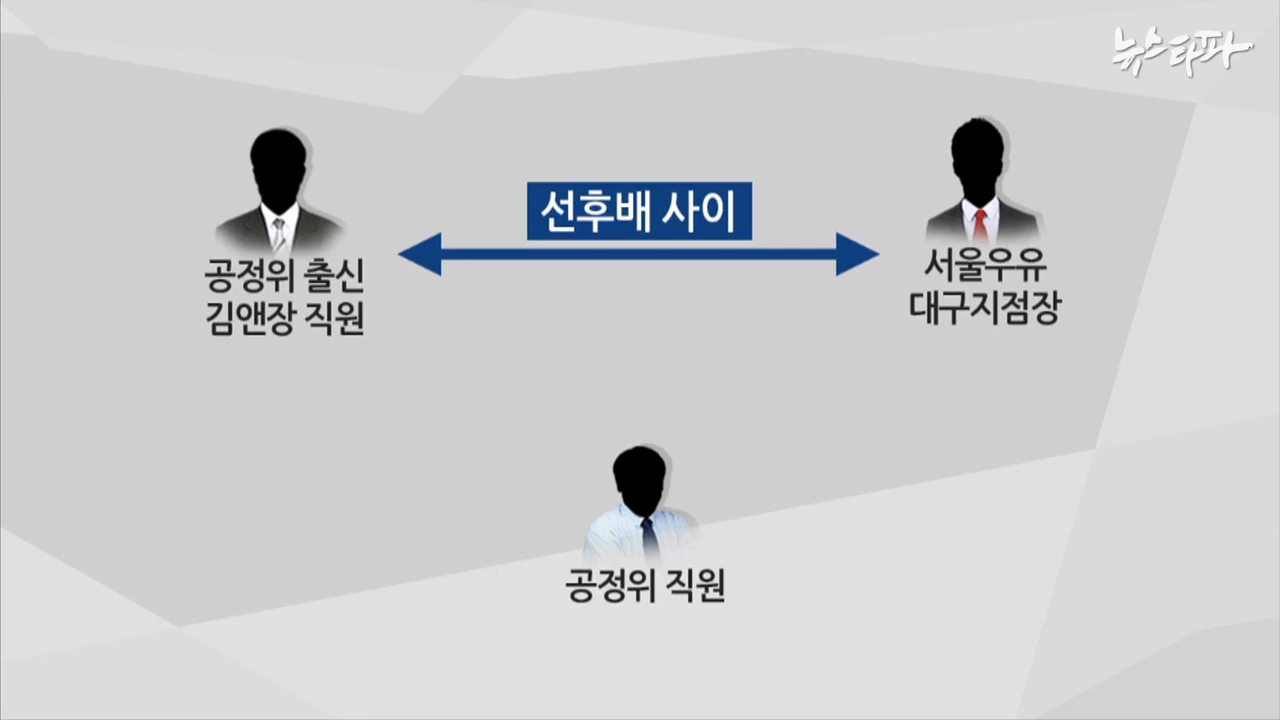 뉴스타파
선후배 사이
공정위 출신
김앤장 직원
서울우유
대구지점장
공정위 직원